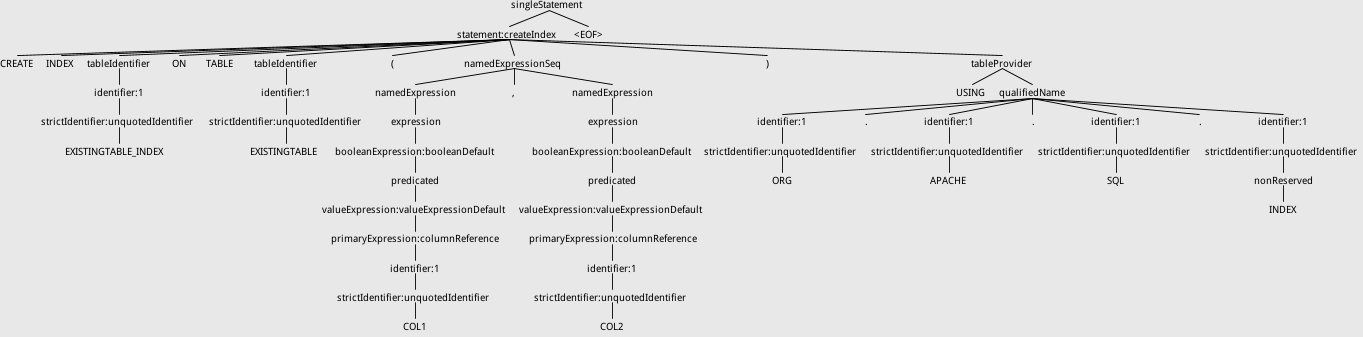 singleStatement
statement:createIndex <EOF>
CREATE INDEX tableIdentifier ON TABLE tableIdentifier ( namedExpressionSeq ) tableProvider
identifier:1 identifier:1 namedExpression , namedExpression USING qualifiedName
strictIdentifier:unquotedIdentifier strictIdentifier:unquotedIdentifier expression expression identifier:1 . identifier:1 . identifier:1 . identifier:1
EXISTINGTABLE_INDEX EXISTINGTABLE booleanExpression:booleanDefault booleanExpression:booleanDefault strictIdentifier:unquotedIdentifier strictIdentifier:unquotedIdentifier strictIdentifier:unquotedIdentifier strictIdentifier:unquotedIdentifier
predicated predicated ORG APACHE SQL nonReserved
valueExpression:valueExpressionDefault valueExpression:valueExpressionDefault INDEX
primaryExpression:columnReference primaryExpression:columnReference
identifier:1 identifier:1
strictIdentifier:unquotedIdentifier strictIdentifier:unquotedIdentifier
COL1 COL2